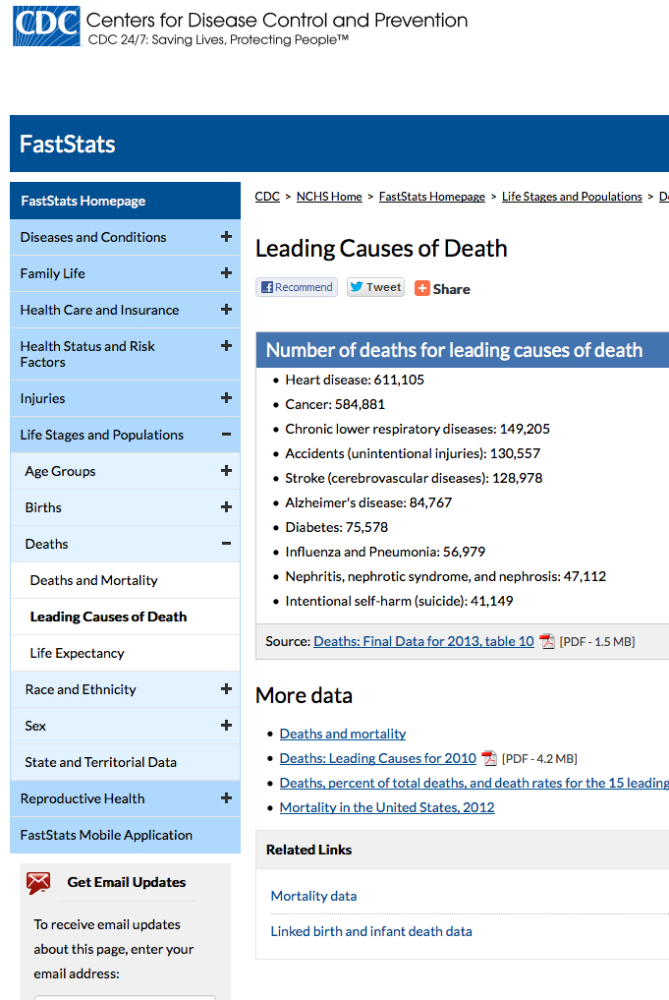 CDC
Centers for Disease Control and Prevention
CDC 24/7: Saving Lives, Protecting People™
FastStats
FastStats Homepage
Diseases and Conditions
Family Life
Health Care and Insurance
Health Status and Risk
Factors
Injuries
Life Stages and Populations
Age Groups
Births
Deaths
Deaths and Mortality
Leading Causes of Death
Life Expectancy
Race and Ethnicity
Sex
State and Territorial Data
Reproductive Health
FastStats Mobile Application
Get Email Updates
To receive email updates
about this page, enter your
email address:
CDC > NCHS Home > FastStats Homepage > Life Stages and Populations >
Leading Causes of Death
Recommend Tweet Share
Number of deaths for leading causes of death
• Heart disease: 611,105
• Cancer: 584,881
• Chronic lower respiratory diseases: 149,205
• Accidents (unintentional injuries): 130,557
• Stroke (cerebrovascular diseases): 128,978
• Alzheimer's disease: 84,767
• Diabetes: 75,578
• Influenza and Pneumonia: 56,979
• Nephritis, nephrotic syndrome, and nephrosis: 47,112
• Intentional self-harm (suicide): 41,149
Source: Deaths: Final Data for 2013, table 10 [PDF - 1.5 MB]
More data
• Deaths and mortality
• Deaths: Leading Causes for 2010 [PDF - 4.2 MB]
• Deaths, percent of total deaths, and death rates for the 15 leading
• Mortality in the United States, 2012
Related Links
Mortality data
Linked birth and infant death data